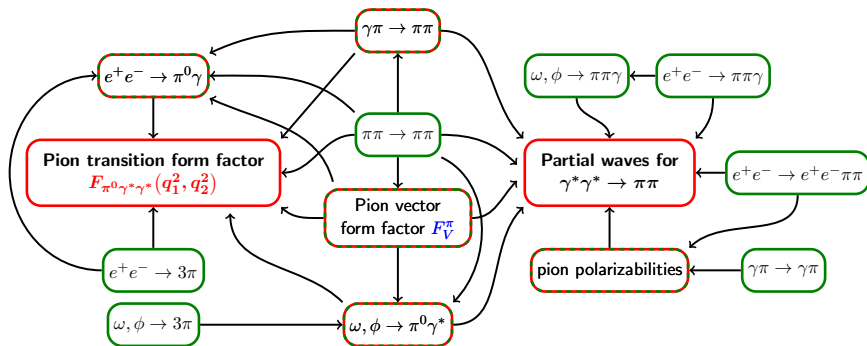 γπ → ππ
e⁺e⁻ → π⁰γ
ω, ϕ → ππγ
e⁺e⁻ → ππγ
ππ → ππ
Pion transition form factor
F_{π⁰γ*γ*}(q₁², q₂²)
Partial waves for
γ*γ* → ππ
e⁺e⁻ → e⁺e⁻ππ
Pion vector
form factor F_V^π
e⁺e⁻ → 3π
pion polarizabilities
γπ → γπ
ω, ϕ → 3π
ω, ϕ → π⁰γ*